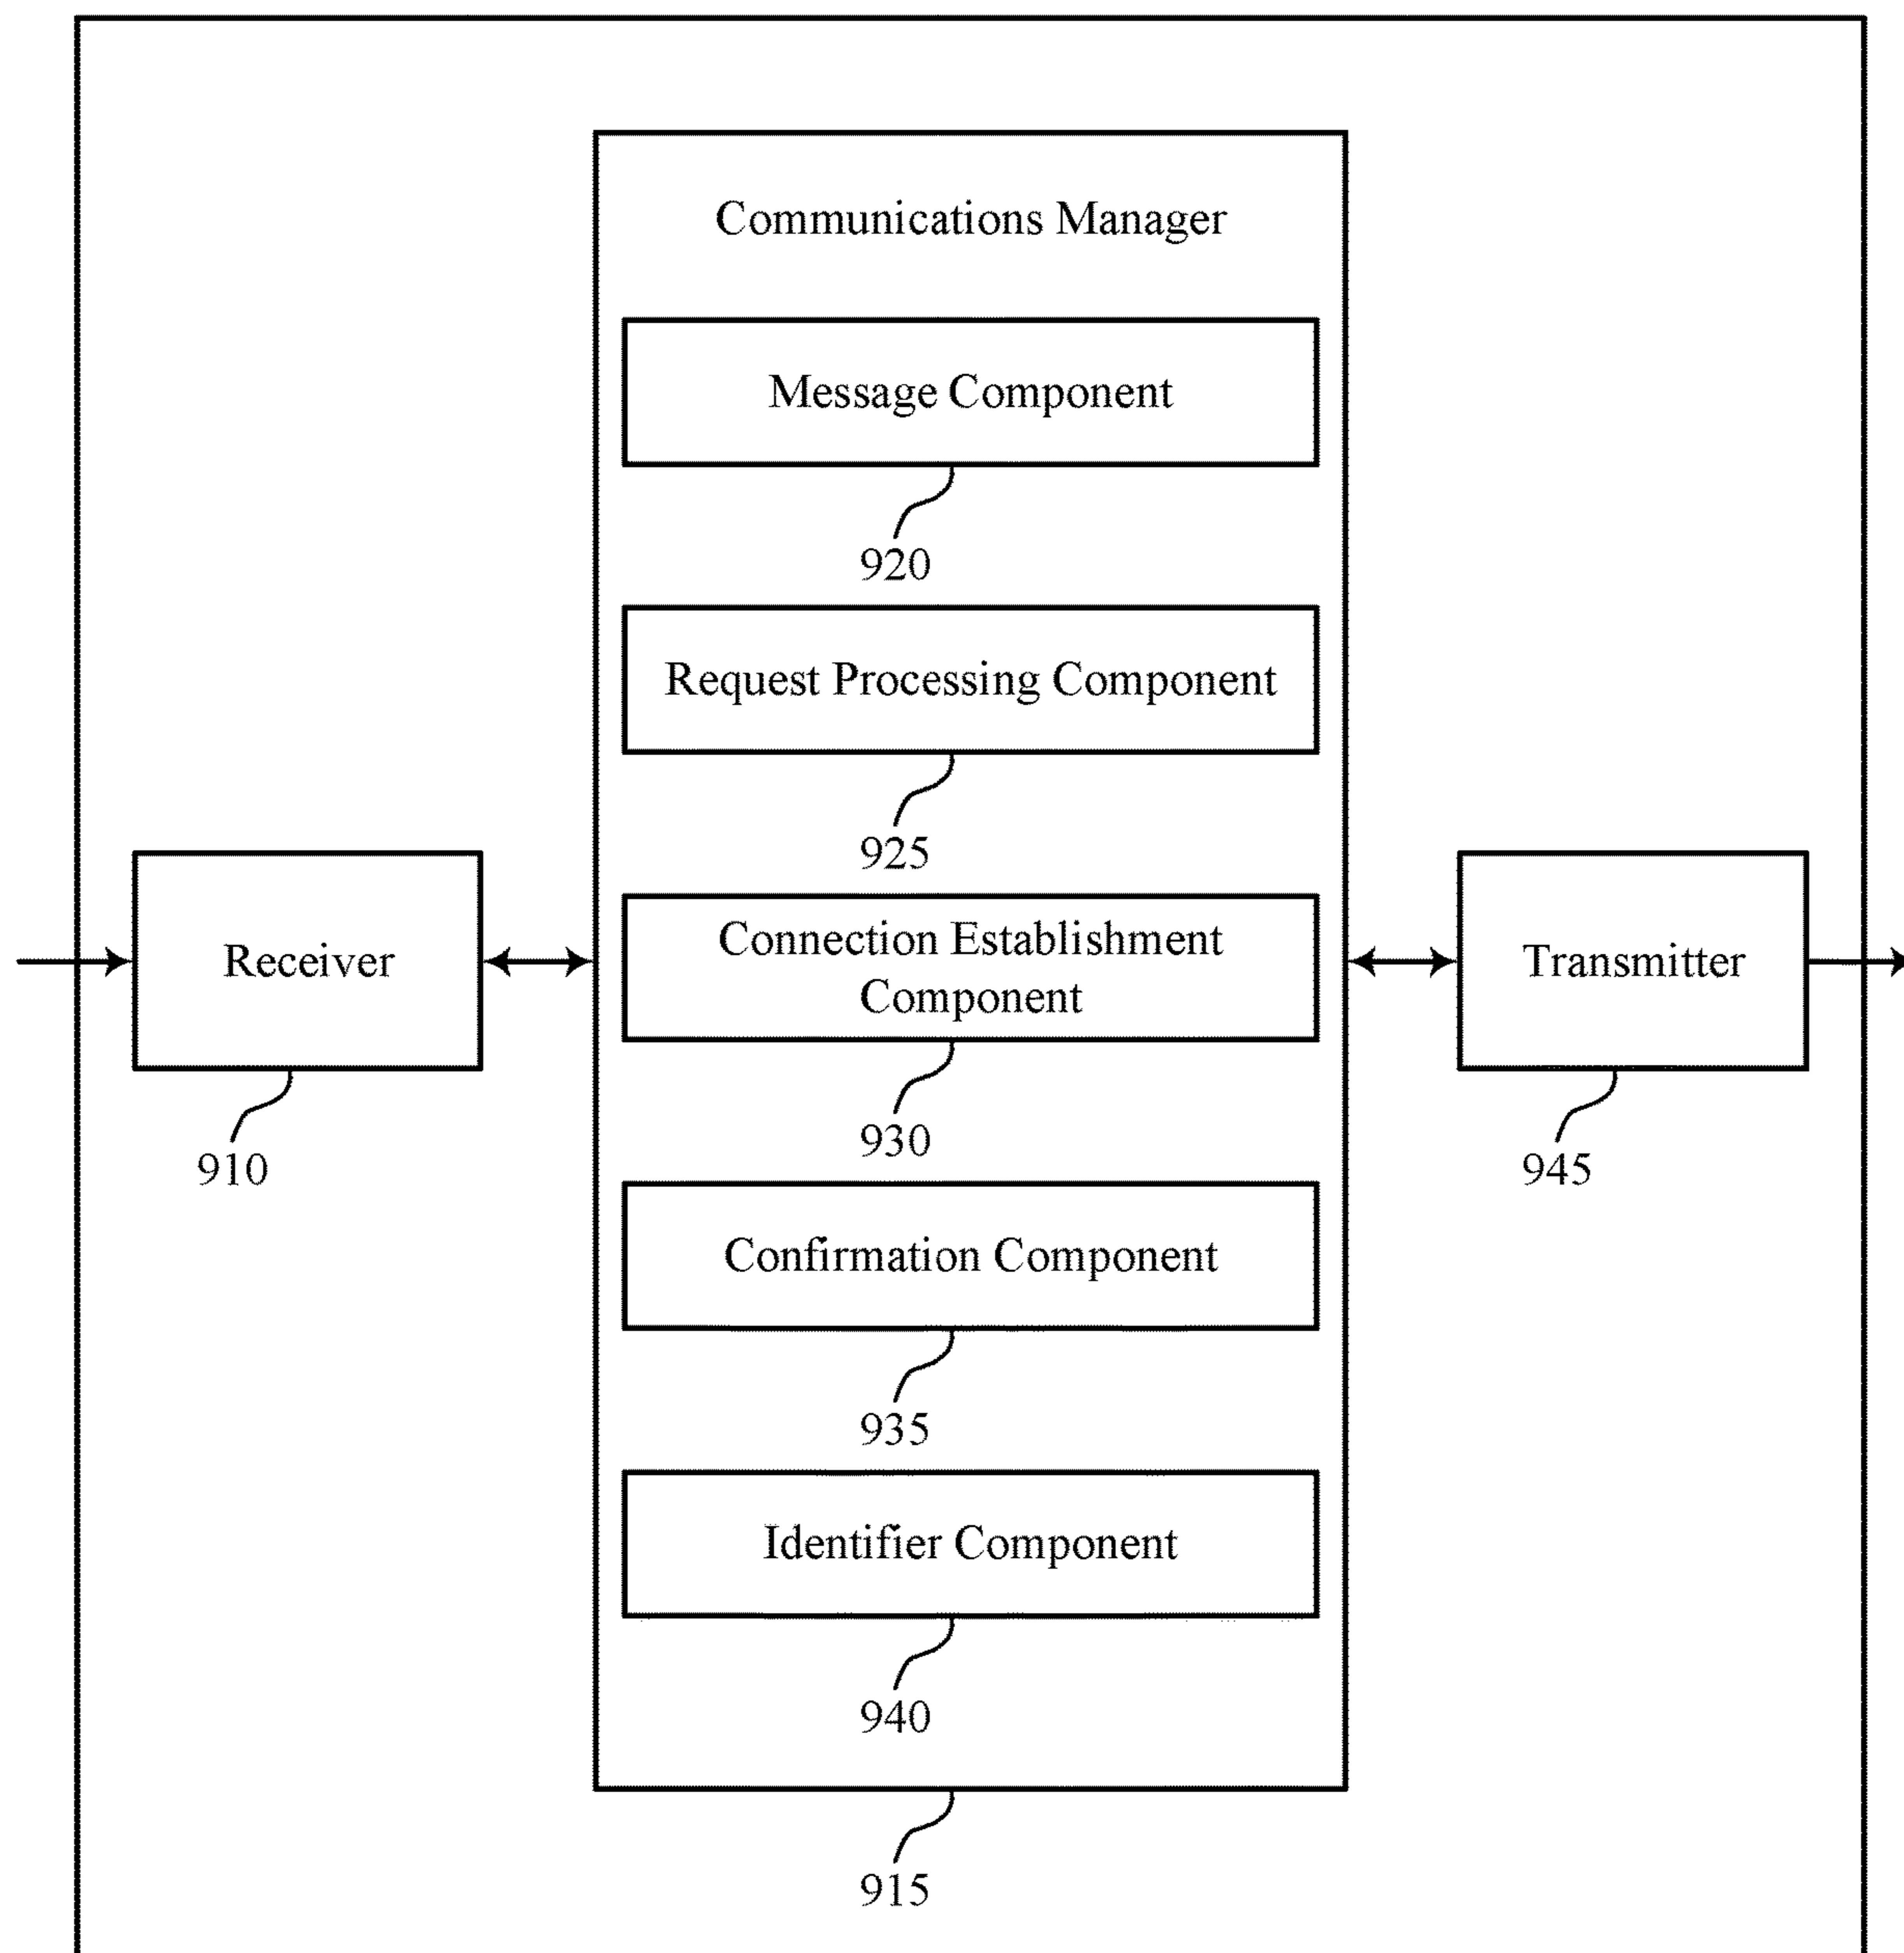 Communications Manager
Message Component
920
Request Processing Component
925
Receiver
910
Connection Establishment
Component
930
Transmitter
945
Confirmation Component
935
Identifier Component
940
915